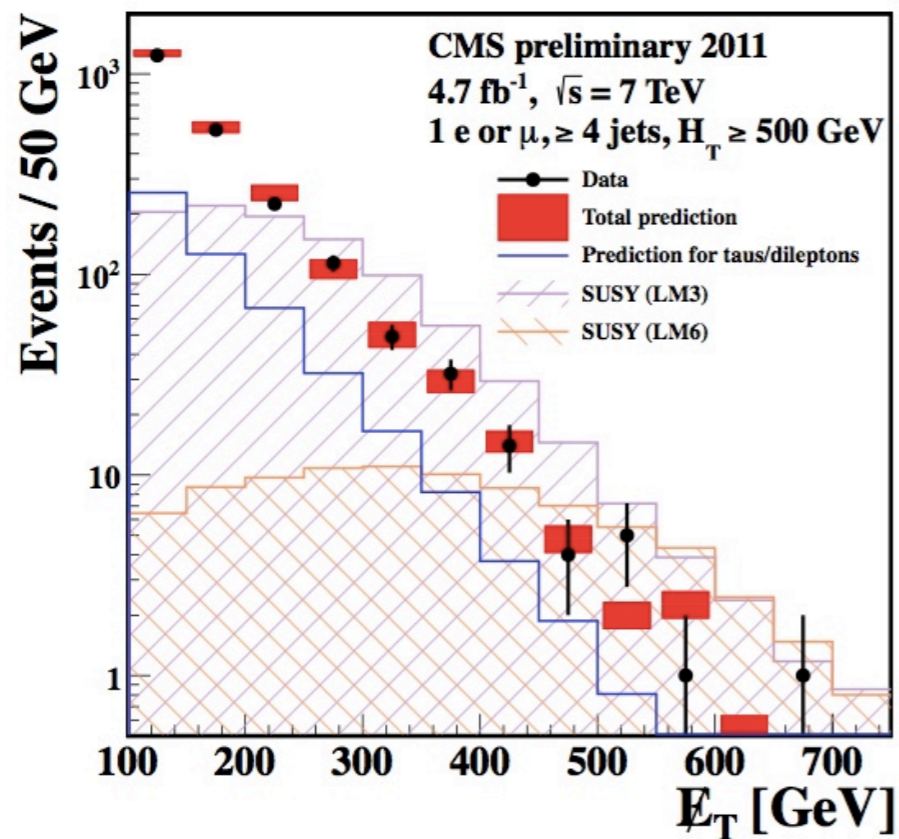 CMS preliminary 2011
4.7 fb⁻¹, √s = 7 TeV
1 e or μ, ≥ 4 jets, H_T ≥ 500 GeV
Data
Total prediction
Prediction for taus/dileptons
SUSY (LM3)
SUSY (LM6)
Events / 50 GeV
10³
10²
10
1
100 200 300 400 500 600 700
E̸_T [GeV]